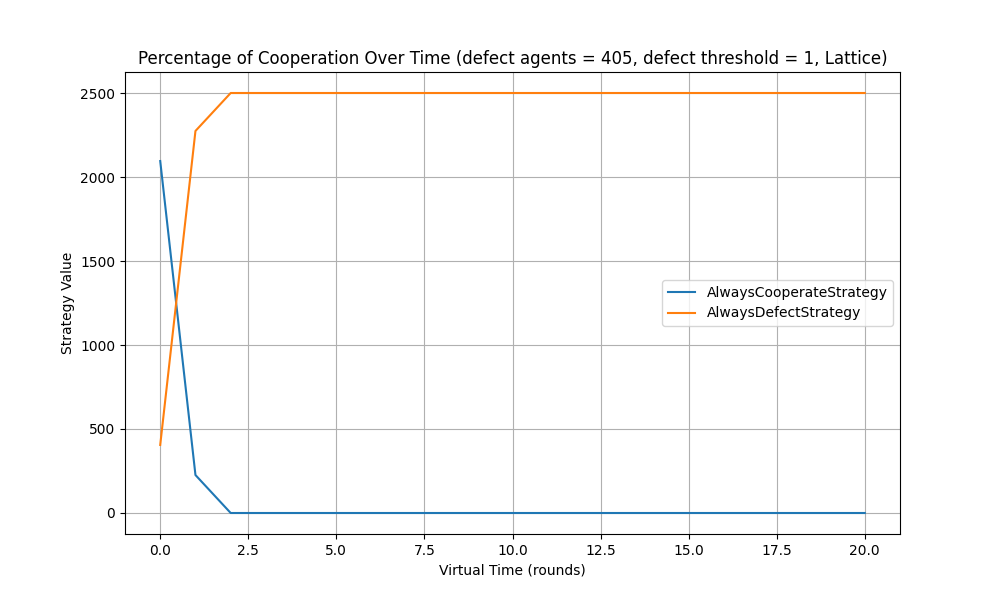 Percentage of Cooperation Over Time (defect agents = 405, defect threshold = 1, Lattice)
Strategy Value
2500
2000
1500
1000
500
0
AlwaysCooperateStrategy
AlwaysDefectStrategy
0.0 2.5 5.0 7.5 10.0 12.5 15.0 17.5 20.0
Virtual Time (rounds)